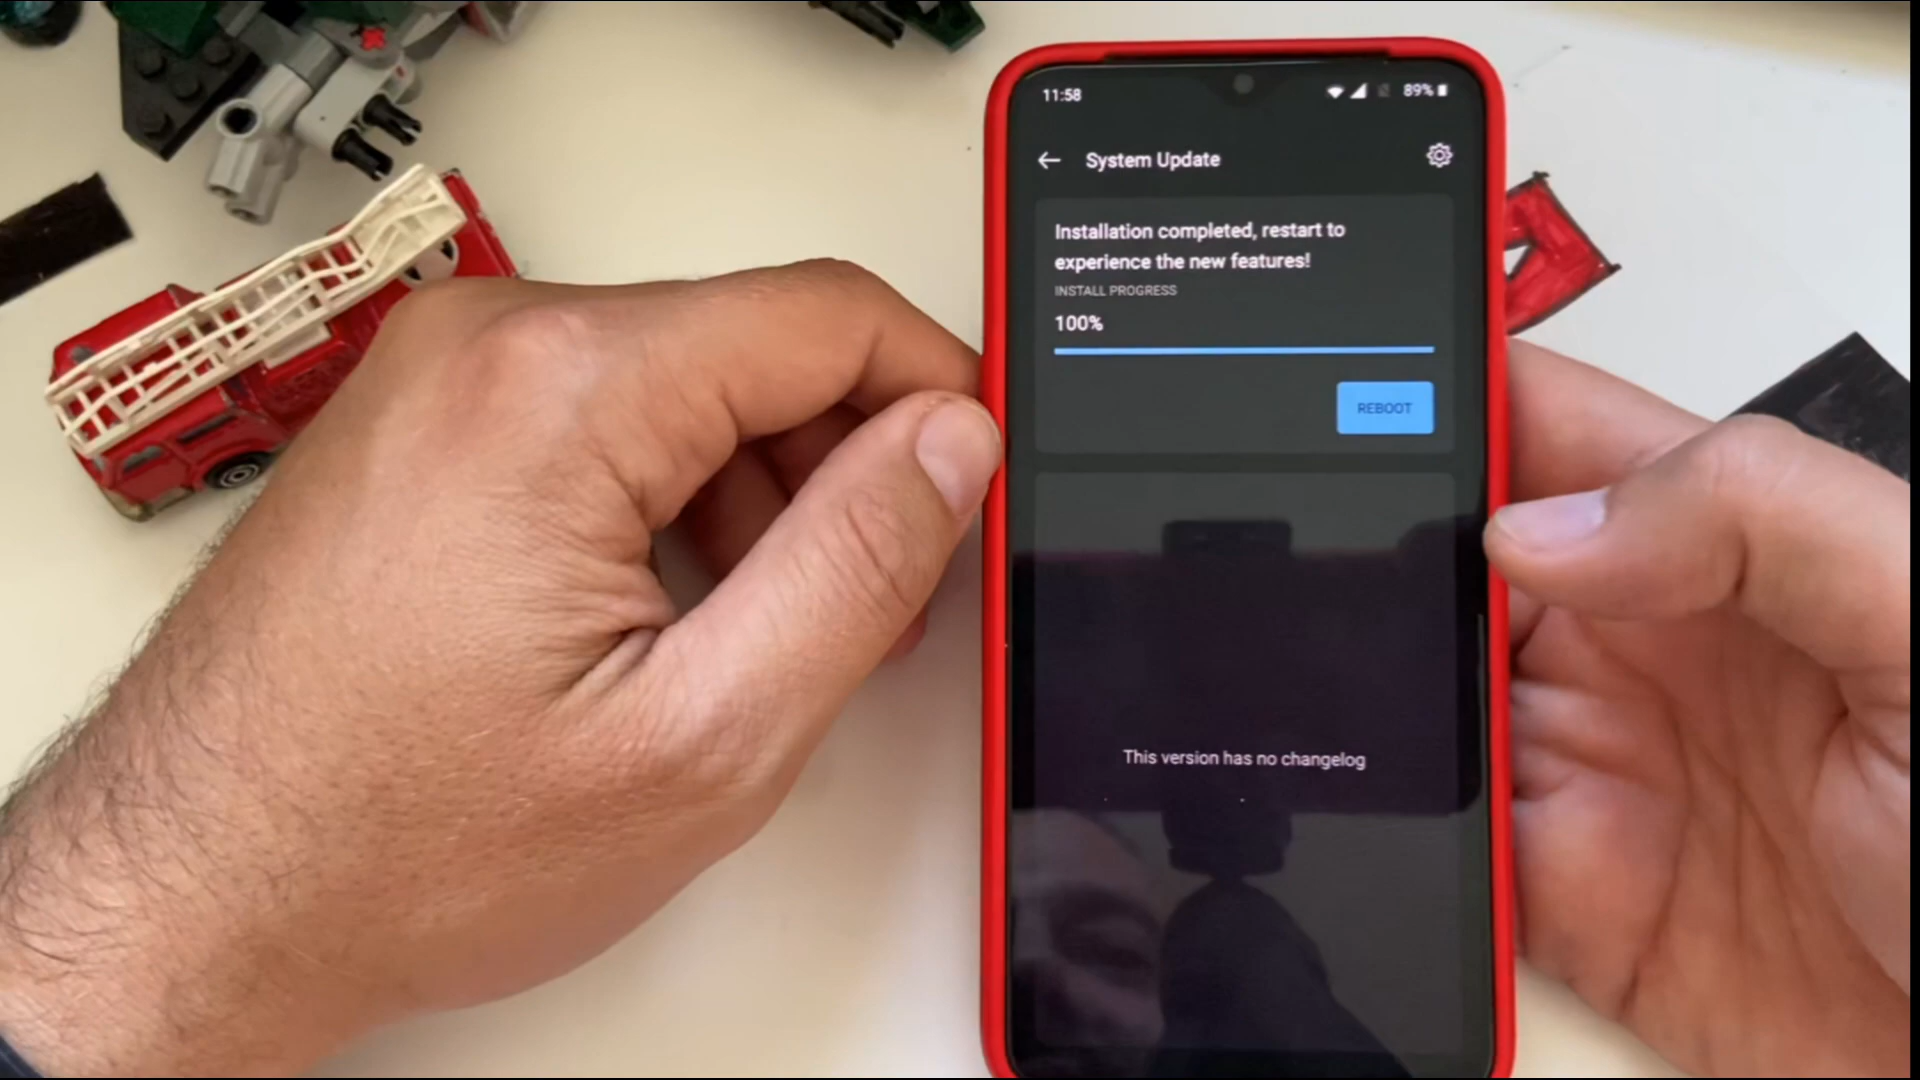 11:58
89%
System Update
Installation completed, restart to
experience the new features!
INSTALL PROGRESS
100%
REBOOT
This version has no changelog